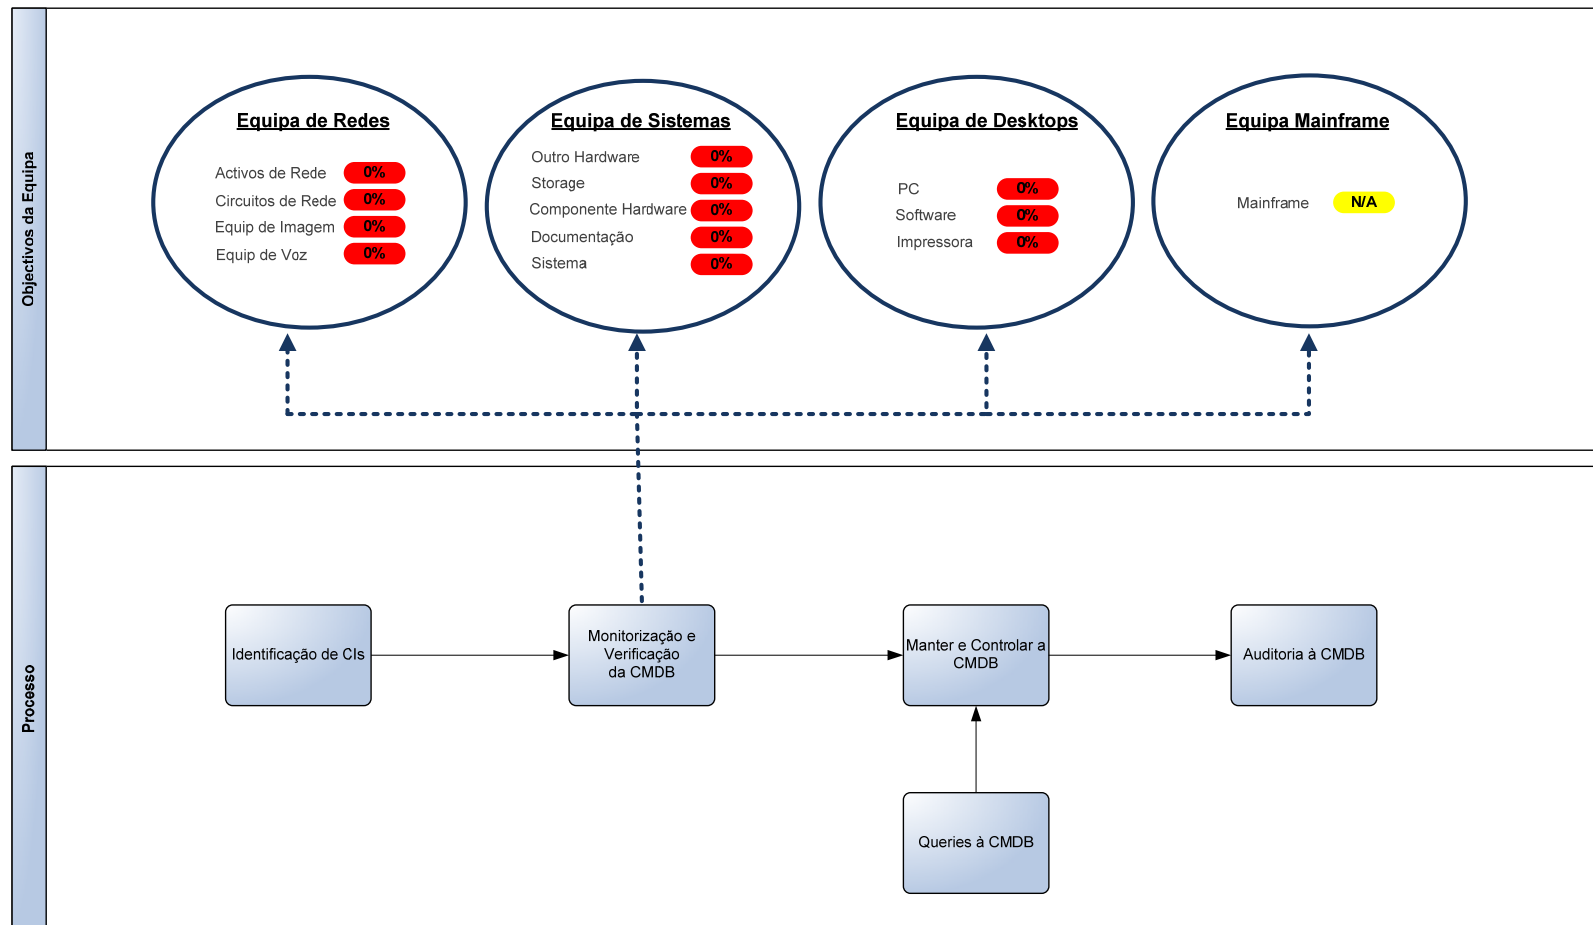 Objectivos da Equipa
Equipa de Redes
Activos de Rede 0%
Circuitos de Rede 0%
Equip de Imagem 0%
Equip de Voz 0%
Equipa de Sistemas
Outro Hardware 0%
Storage 0%
Componente Hardware 0%
Documentação 0%
Sistema 0%
Equipa de Desktops
PC 0%
Software 0%
Impressora 0%
Equipa Mainframe
Mainframe N/A
Processo
Identificação de CIs
Monitorização e
Verificação
da CMDB
Manter e Controlar a
CMDB
Auditoria à CMDB
Queries à CMDB